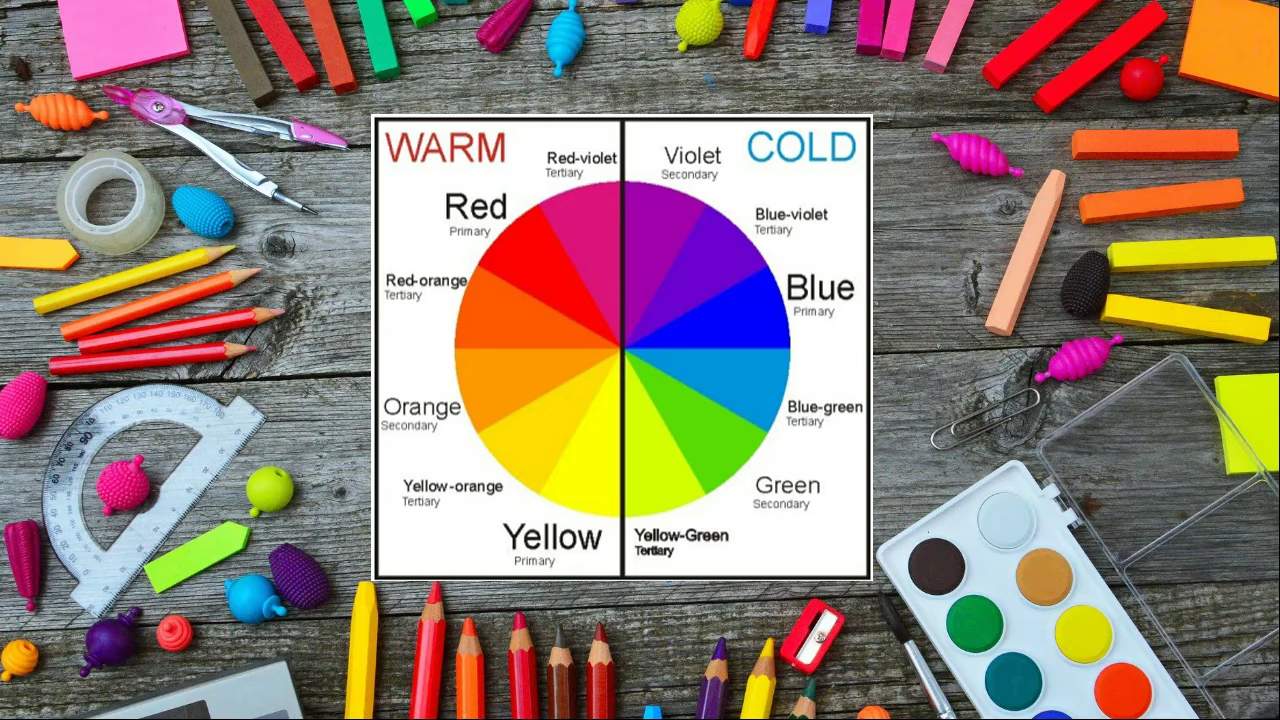 WARM
COLD
Red-violet
Tertiary
Violet
Secondary
Red
Primary
Blue-violet
Tertiary
Red-orange
Tertiary
Blue
Primary
Orange
Secondary
Blue-green
Tertiary
Yellow-orange
Tertiary
Green
Secondary
Yellow
Primary
Yellow-Green
Tertiary